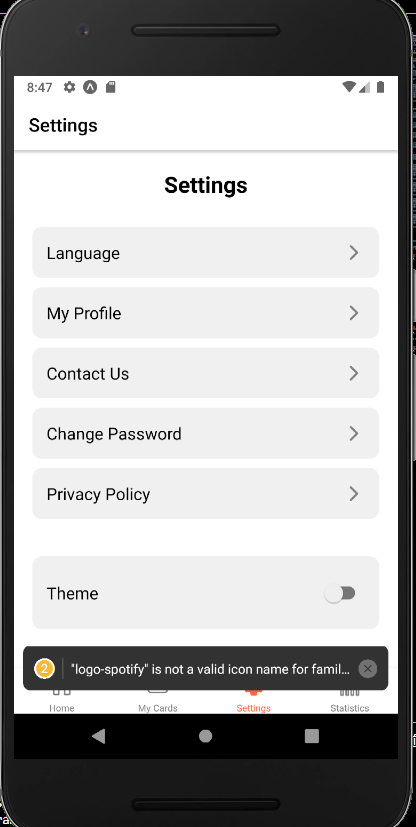 8:47
Settings
Settings
Language
My Profile
Contact Us
Change Password
Privacy Policy
Theme
2 "logo-spotify" is not a valid icon name for famil...
Home My Cards Settings Statistics